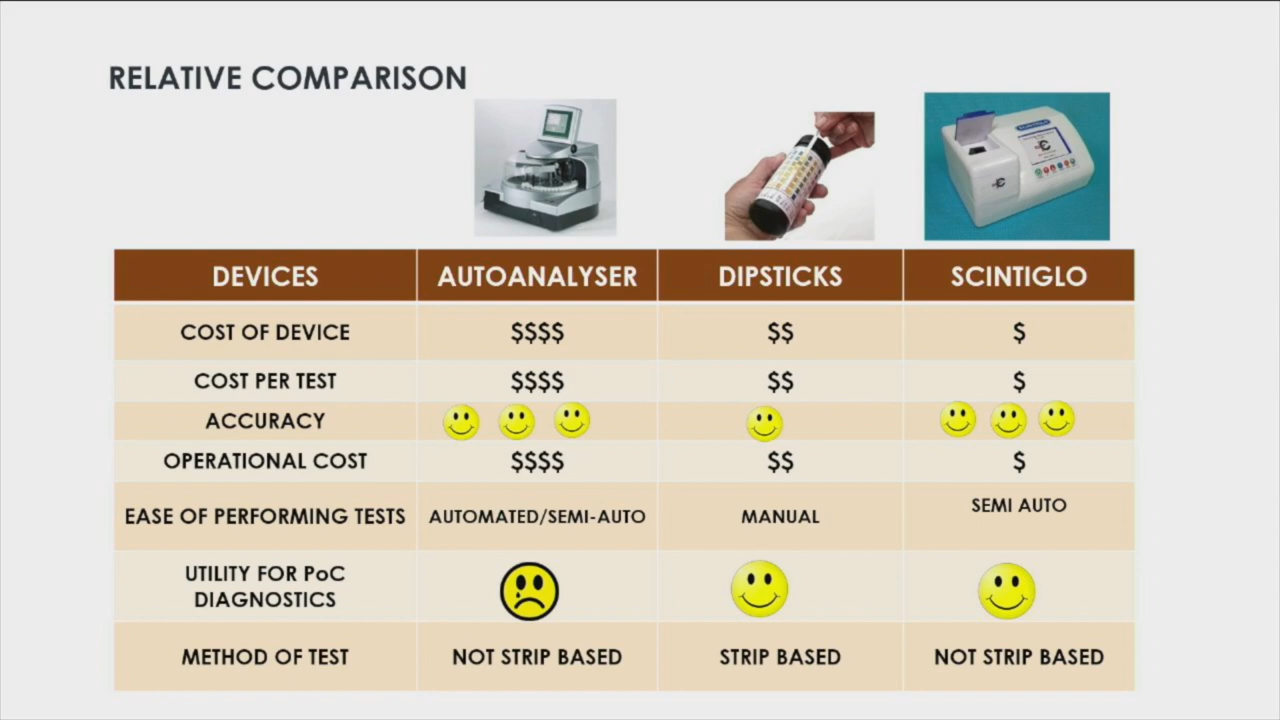 RELATIVE COMPARISON
DEVICES AUTOANALYSER DIPSTICKS SCINTIGLO
COST OF DEVICE $$$$ $$ $
COST PER TEST $$$$ $$ $
ACCURACY
OPERATIONAL COST $$$$ $$ $
EASE OF PERFORMING TESTS AUTOMATED/SEMI-AUTO MANUAL SEMI AUTO
UTILITY FOR PoC
DIAGNOSTICS
METHOD OF TEST NOT STRIP BASED STRIP BASED NOT STRIP BASED